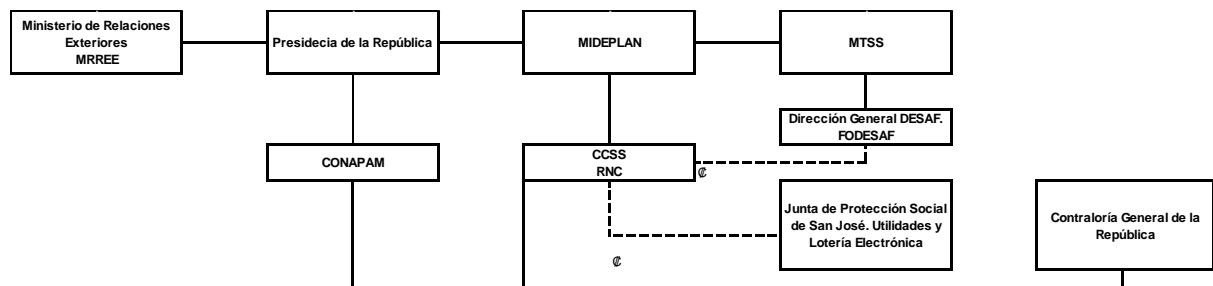 Ministerio de Relaciones
Exteriores
MRREE
Presidecia de la República
MIDEPLAN
MTSS
Dirección General DESAF.
FODESAF
CONAPAM
CCSS
RNC
₡
Junta de Protección Social
de San José. Utilidades y
Lotería Electrónica
Contraloría General de la
República
₡